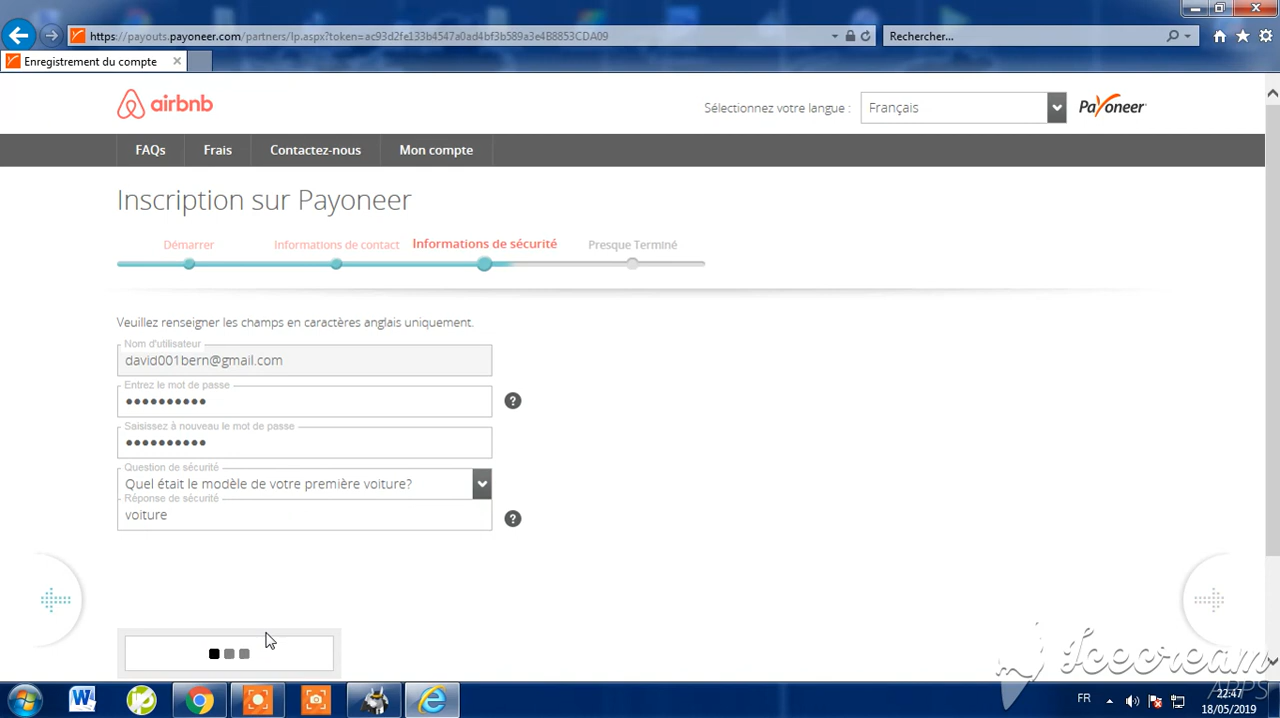 https://payouts.payoneer.com/partners/lp.aspx?token=ac93d2fe133b4547a0ad4bf3b589a3e4B8853CDA09
Rechercher...
Enregistrement du compte
airbnb
Sélectionnez votre langue :
Français
Payoneer
FAQs
Frais
Contactez-nous
Mon compte
Inscription sur Payoneer
Démarrer
Informations de contact
Informations de sécurité
Presque Terminé
Veuillez renseigner les champs en caractères anglais uniquement.
Nom d'utilisateur
david001bern@gmail.com
Entrez le mot de passe
Saisissez à nouveau le mot de passe
Question de sécurité
Quel était le modèle de votre première voiture?
Réponse de sécurité
voiture
Icecream
APPS
FR
22:47
18/05/2019